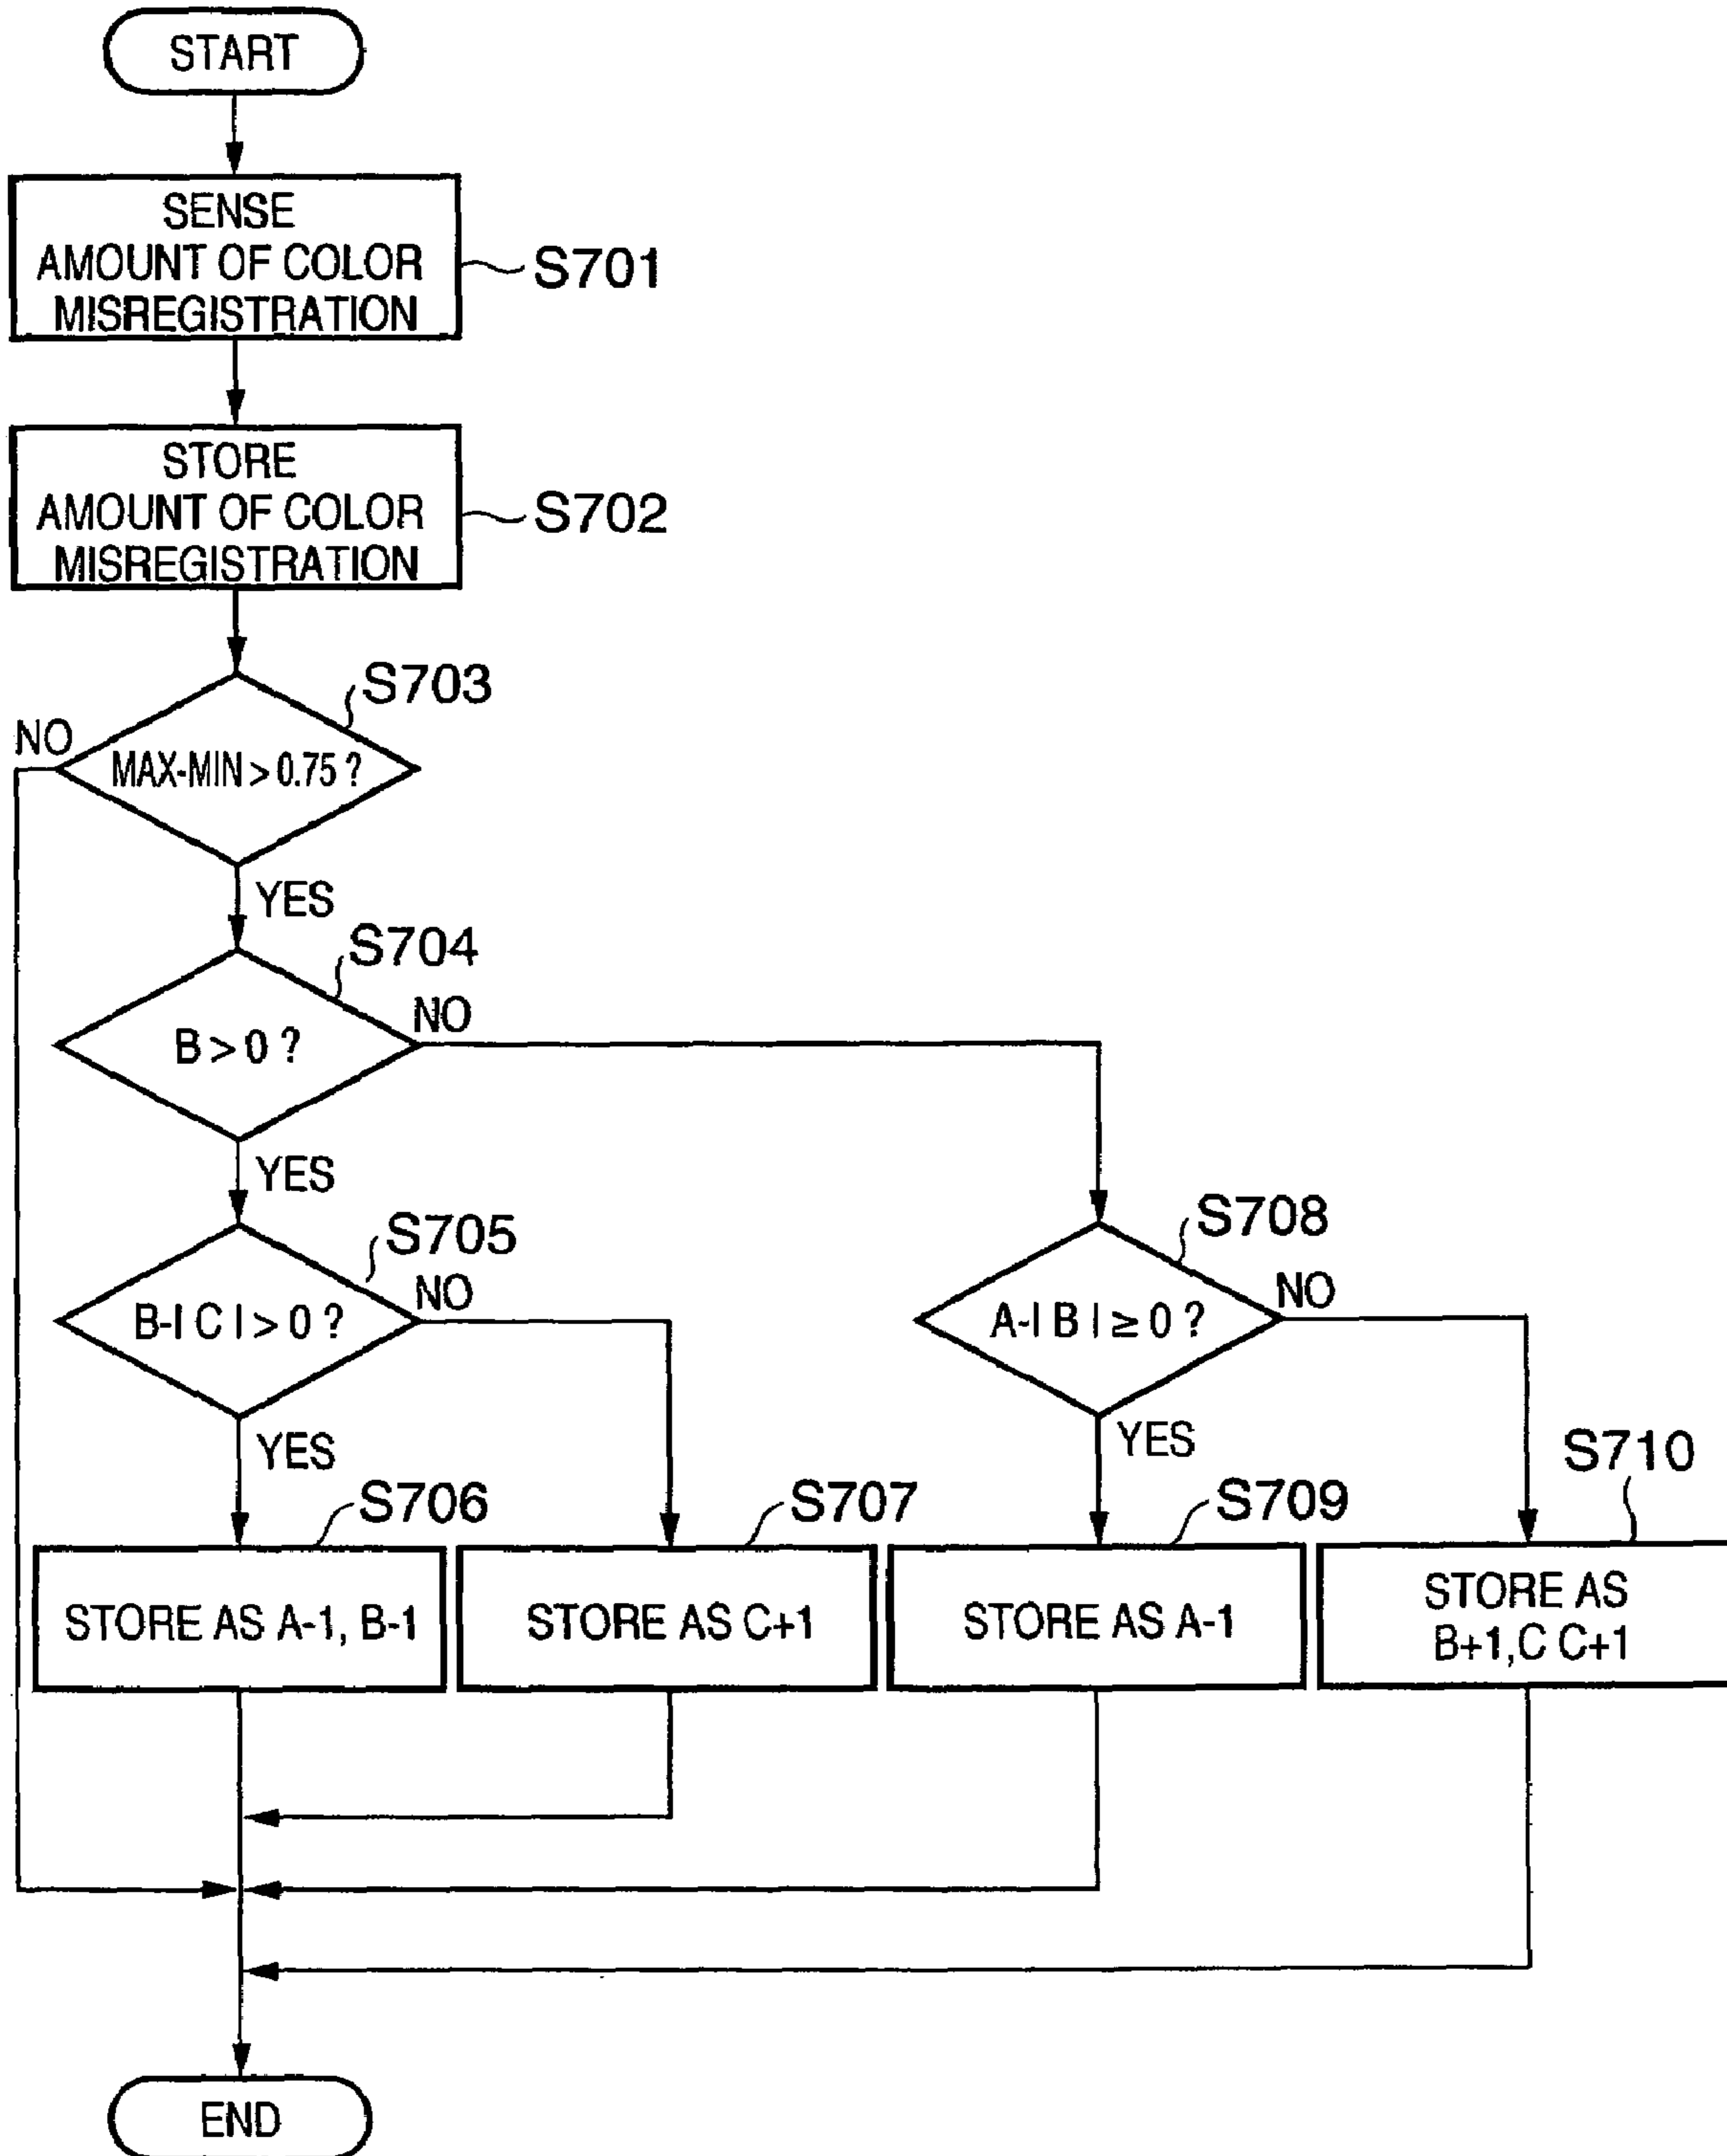 START
SENSE
AMOUNT OF COLOR
MISREGISTRATION
S701
STORE
AMOUNT OF COLOR
MISREGISTRATION
S702
S703
NO
MAX-MIN > 0.75 ?
YES
S704
NO
B > 0 ?
YES
S705
NO
B-I C I > 0 ?
YES
S708
NO
A-I B I ≥ 0 ?
YES
S706
STORE AS A-1, B-1
S707
STORE AS C+1
S709
STORE AS A-1
S710
STORE AS
B+1,C C+1
END